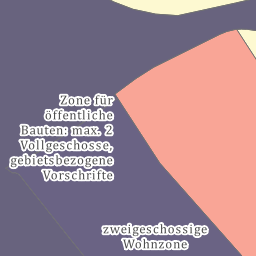 Zone für
öffentliche
Bauten: max. 2
Vollgeschosse,
gebietsbezogene
Vorschrifte
zweigeschossige
Wohnzone